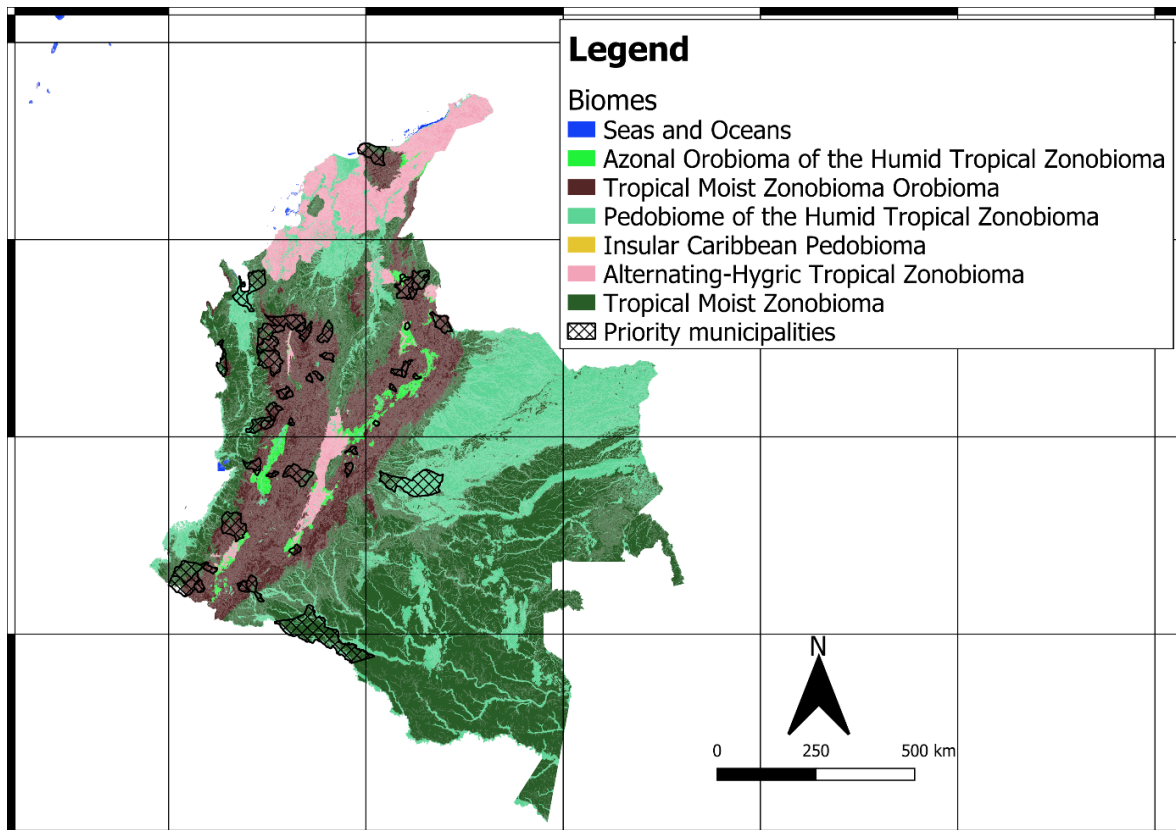 Legend
Biomes
Seas and Oceans
Azonal Orobioma of the Humid Tropical Zonobioma
Tropical Moist Zonobioma Orobioma
Pedobiome of the Humid Tropical Zonobioma
Insular Caribbean Pedobioma
Alternating-Hygric Tropical Zonobioma
Tropical Moist Zonobioma
Priority municipalities
N
0 250 500 km